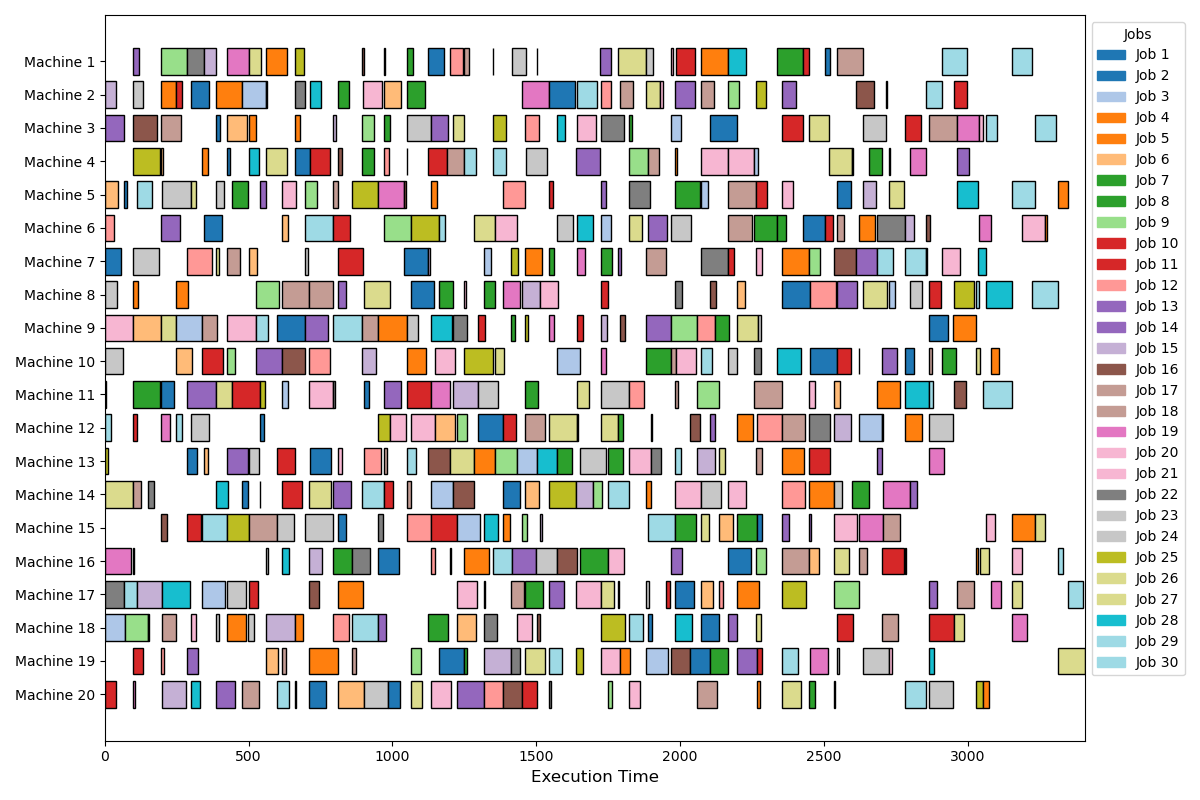 Machine 1
Machine 2
Machine 3
Machine 4
Machine 5
Machine 6
Machine 7
Machine 8
Machine 9
Machine 10
Machine 11
Machine 12
Machine 13
Machine 14
Machine 15
Machine 16
Machine 17
Machine 18
Machine 19
Machine 20
0 500 1000 1500 2000 2500 3000
Execution Time
Jobs
Job 1
Job 2
Job 3
Job 4
Job 5
Job 6
Job 7
Job 8
Job 9
Job 10
Job 11
Job 12
Job 13
Job 14
Job 15
Job 16
Job 17
Job 18
Job 19
Job 20
Job 21
Job 22
Job 23
Job 24
Job 25
Job 26
Job 27
Job 28
Job 29
Job 30